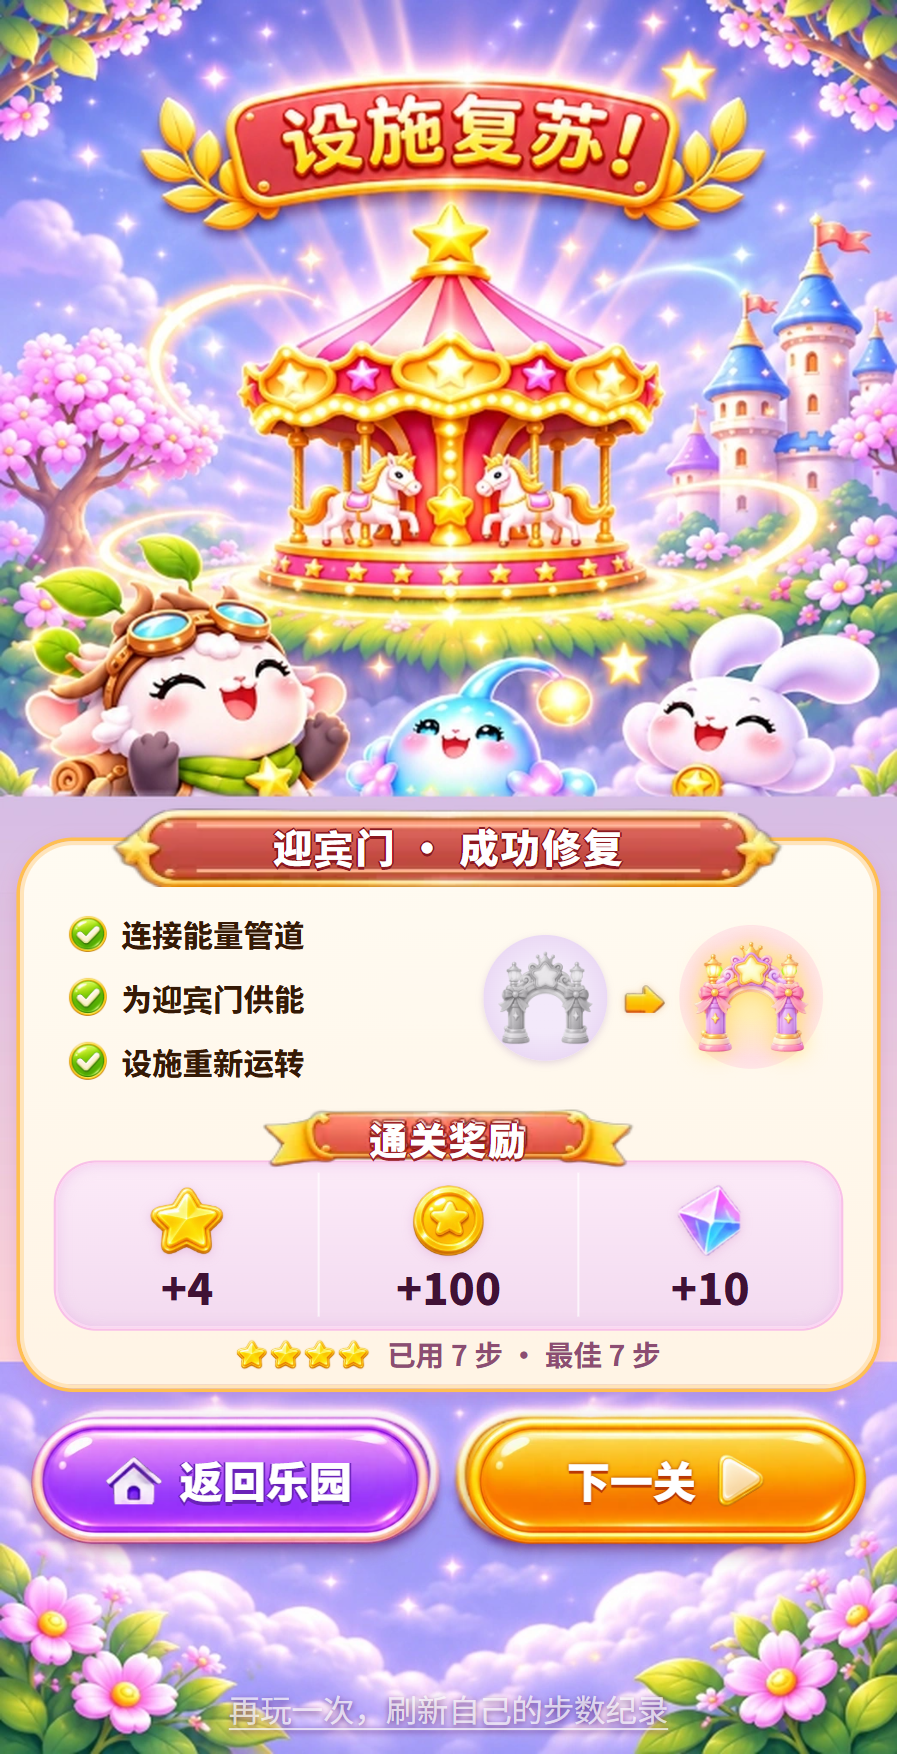 设施复苏!
迎宾门 · 成功修复
连接能量管道
为迎宾门供能
设施重新运转
通关奖励
+4
+100
+10
已用 7 步 · 最佳 7 步
返回乐园
下一关
再玩一次，刷新自己的步数纪录